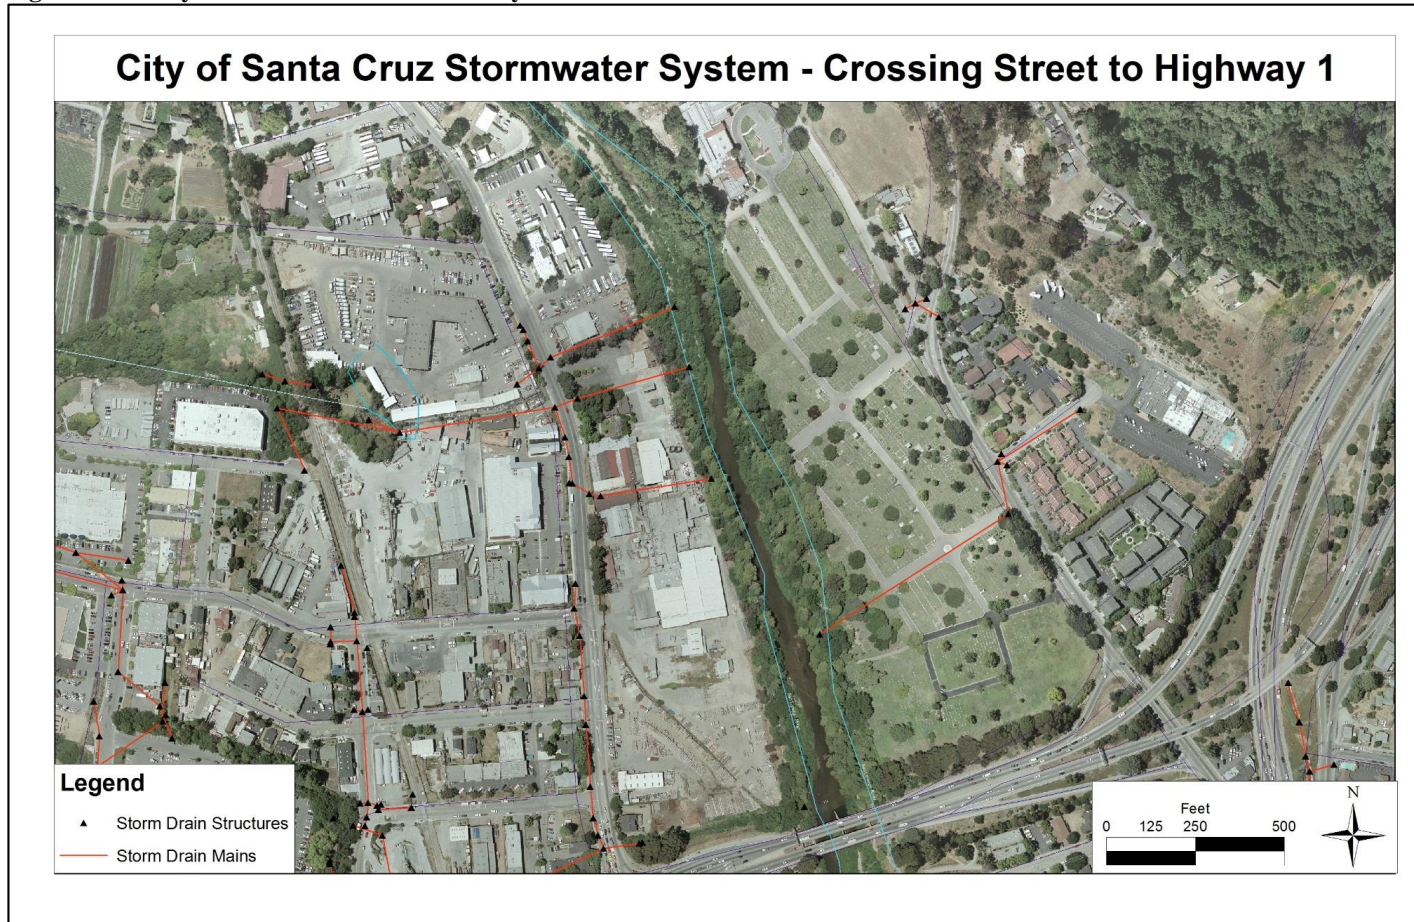 City of Santa Cruz Stormwater System - Crossing Street to Highway 1
Legend
Storm Drain Structures
Storm Drain Mains
N
Feet
0 125 250 500